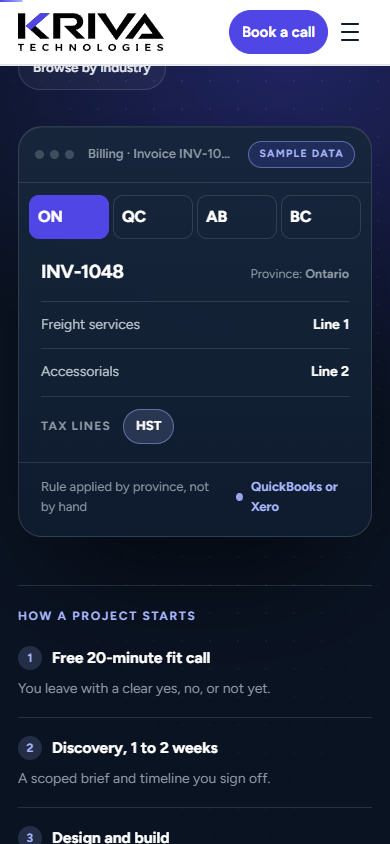 KRIVA
TECHNOLOGIES
Book a call
Browse by industry
Billing · Invoice INV-10...
SAMPLE DATA
ON
QC
AB
BC
INV-1048
Province: Ontario
Freight services
Line 1
Accessorials
Line 2
TAX LINES
HST
Rule applied by province, not
by hand
QuickBooks or
Xero
HOW A PROJECT STARTS
1
Free 20-minute fit call
You leave with a clear yes, no, or not yet.
2
Discovery, 1 to 2 weeks
A scoped brief and timeline you sign off.
3
Design and build